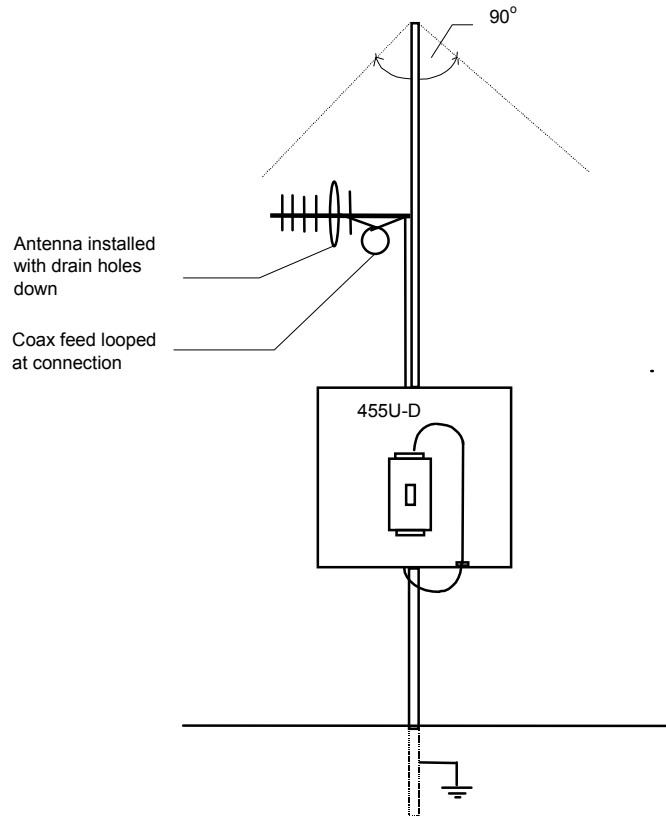 90°
Antenna installed
with drain holes
down
Coax feed looped
at connection
455U-D